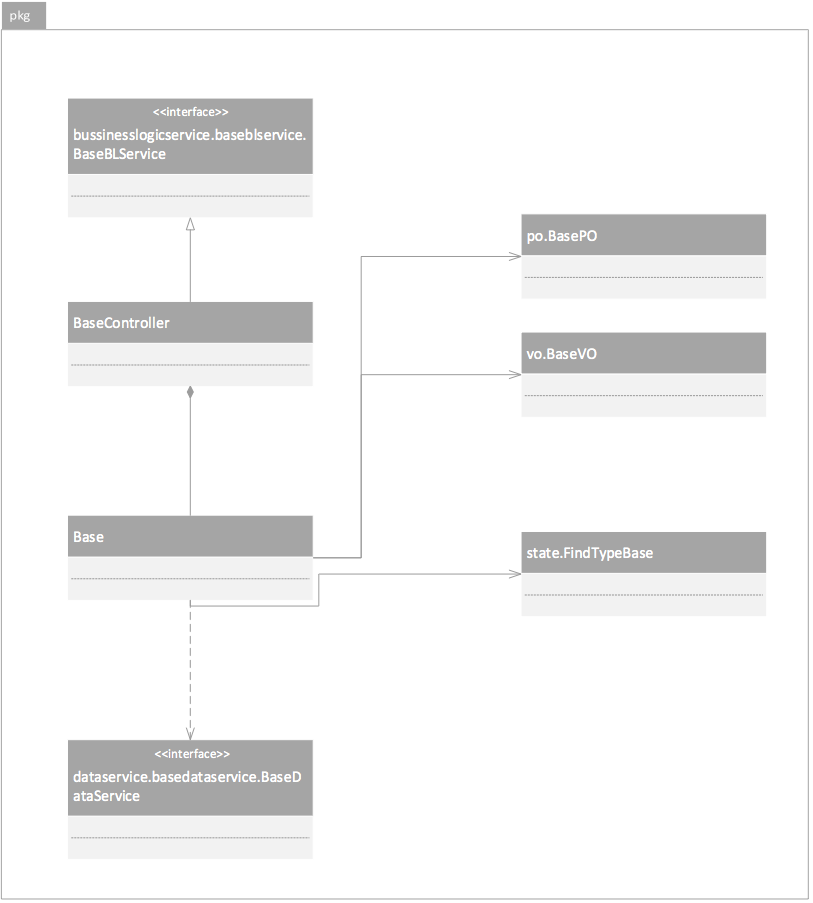 pkg
<<interface>>
bussinesslogicservice.baseblservice.
BaseBLService
po.BasePO
BaseController
vo.BaseVO
Base
state.FindTypeBase
<<interface>>
dataservice.basedataservice.BaseD
ataService